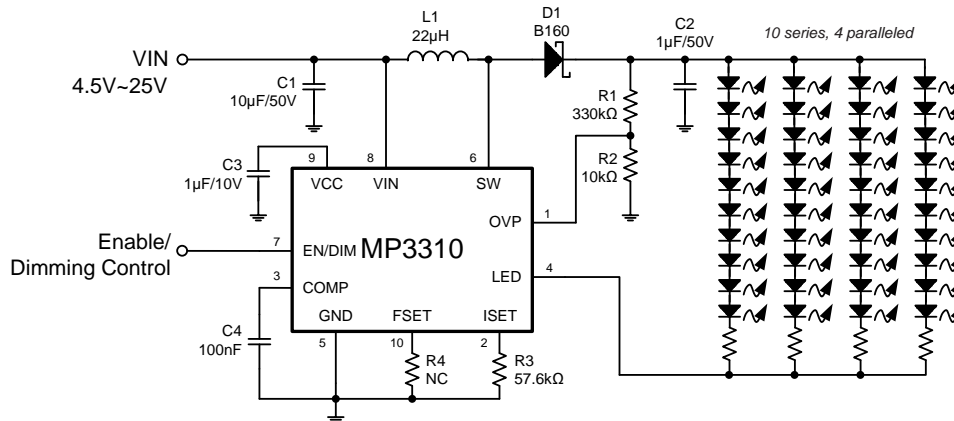 L1
22µH
D1
B160
C2
1µF/50V
10 series, 4 paralleled
VIN
4.5V~25V
C1
10µF/50V
R1
330kΩ
R2
10kΩ
C3
1µF/10V
9
8
6
VCC
VIN
SW
OVP
1
Enable/
Dimming Control
7
EN/DIM
MP3310
LED
4
3
COMP
GND
FSET
ISET
C4
100nF
5
10
2
R4
NC
R3
57.6kΩ